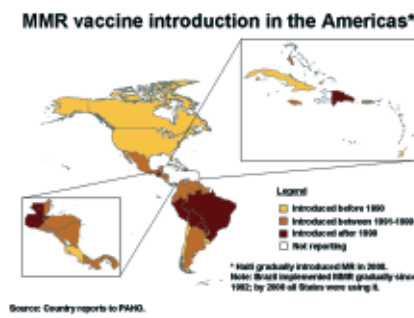 MMR vaccine introduction in the Americas*
Legend
Introduced before 1990
Introduced between 1991-1999
Introduced after 1999
Not reporting
* Haiti gradually introduced MR in 2008.
Note: Brazil implemented MMR gradually since
1992; by 2000 all States were using it.
Source: Country reports to PAHO.